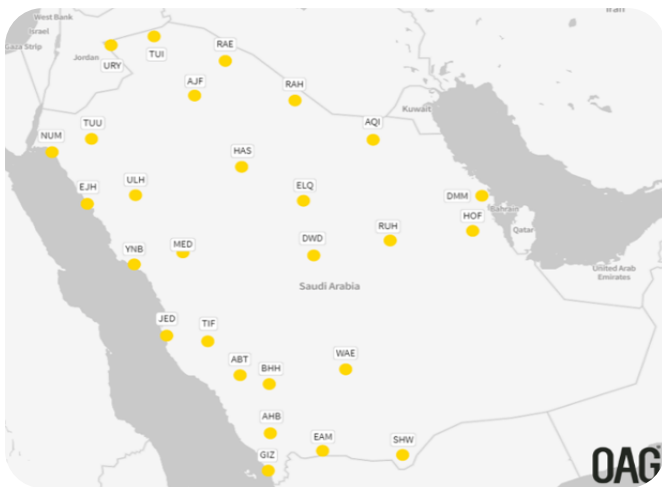 West Bank
Iran
Israel
Gaza Strip
Jordan
URY
TUI
RAE
AJF
RAH
Kuwait
AQI
TUU
NUM
HAS
EJH
ULH
ELQ
DMM
Bahrain
HOF
RUH
Qatar
DWD
MED
YNB
United Arab
Emirates
Saudi Arabia
JED
TIF
WAE
ABT
BHH
AHB
EAM
SHW
GIZ
OAG